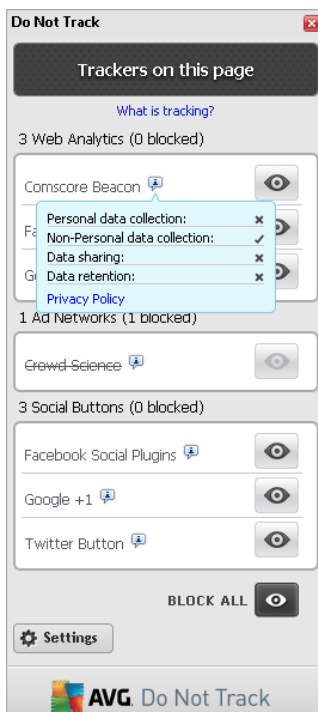 Do Not Track
Trackers on this page
What is tracking?
3 Web Analytics (0 blocked)
Comscore Beacon
Personal data collection:
Non-Personal data collection:
Data sharing:
Data retention:
Privacy Policy
1 Ad Networks (1 blocked)
Crowd Science
3 Social Buttons (0 blocked)
Facebook Social Plugins
Google +1
Twitter Button
BLOCK ALL
Settings
AVG. Do Not Track